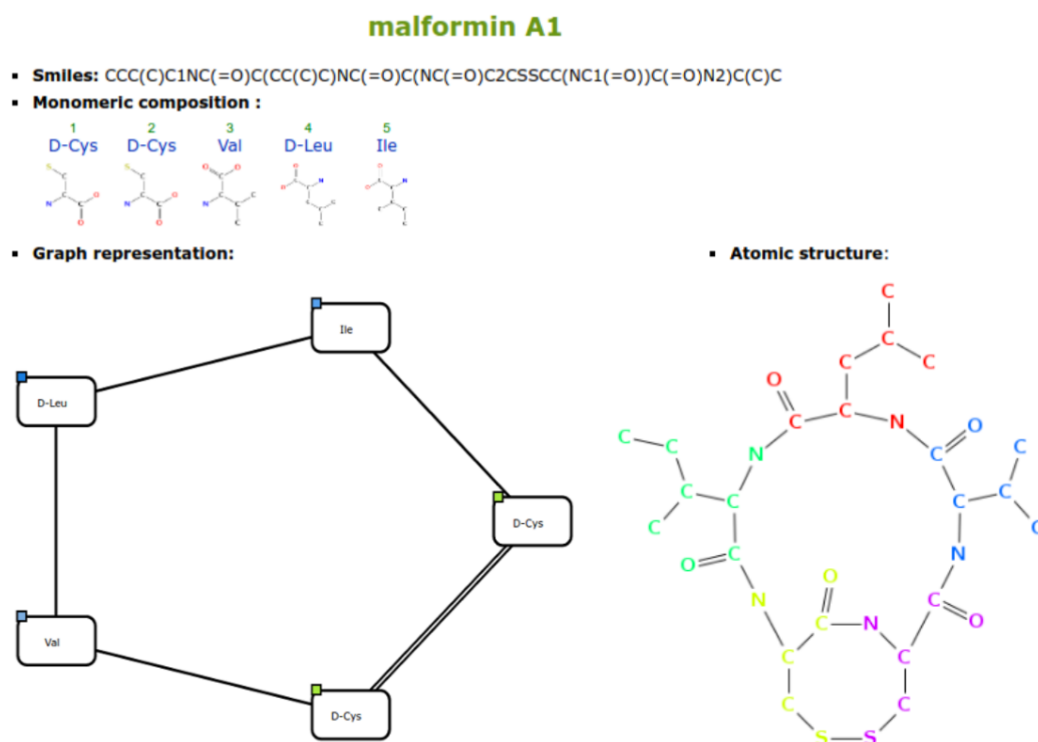 malformin A1
Smiles: CCC(C)C1NC(=O)C(CC(C)C)NC(=O)C(NC(=O)C2CSSCC(NC1(=O))C(=O)N2)C(C)C
Monomeric composition :
1 2 3 4 5
D-Cys D-Cys Val D-Leu Ile
Graph representation:
Atomic structure:
Ile
D-Leu
D-Cys
Val
D-Cys
C
C
C C
O
C C N O
C C N C C
C C C C
C C
O C N
O
N C
C N O
C C
C C
S S